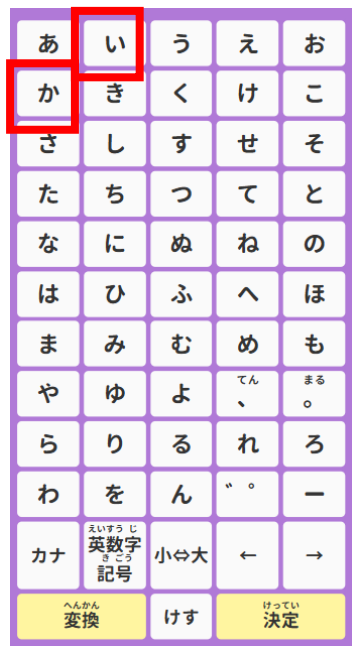 あ い う え お
か き く け こ
さ し す せ そ
た ち つ て と
な に ぬ ね の
は ひ ふ へ ほ
ま み む め も
てん まる
や ゆ よ 、 。
ら り る れ ろ
わ を ん ゛゜ ー
えいすう じ
カナ 英数字 小⇔大 ← →
き ごう
記号
へんかん けってい
変換 けす 決定